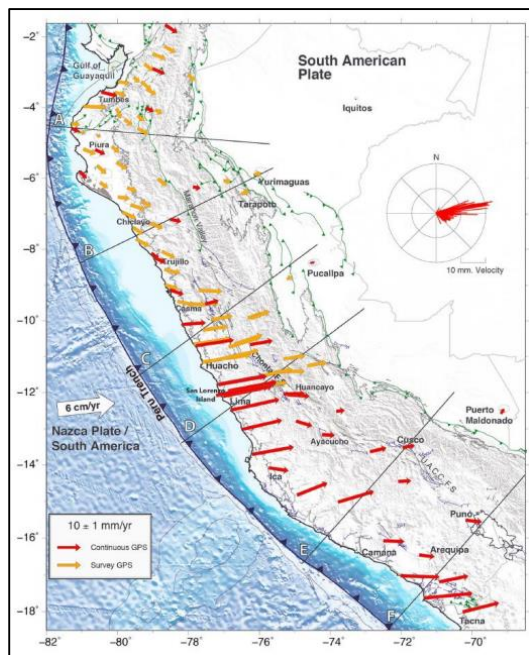 -2°
-4°
-6°
-8°
-10°
-12°
-14°
-16°
-18°
-82°
-80°
-78°
-76°
-74°
-72°
-70°
Gulf of
Guayaquil
South American
Plate
Iquitos
Tumbes
A
Piura
N
Yurimaguas
Tarapoto
Marañon Valley
Chiclayo
B
10 mm. Velocity
Trujillo
Pucallpa
Casma
C
Huacho
Peru Trench
San Lorenzo
Island
Lima
Huancayo
6 cm/yr
Nazca Plate /
South America
D
Puerto
Maldonado
Ayacucho
Cusco
Ica
U.A.C.C.F.S
Puno
10 ± 1 mm/yr
Continuous GPS
Survey GPS
E
Camana
Arequipa
F
Tacna